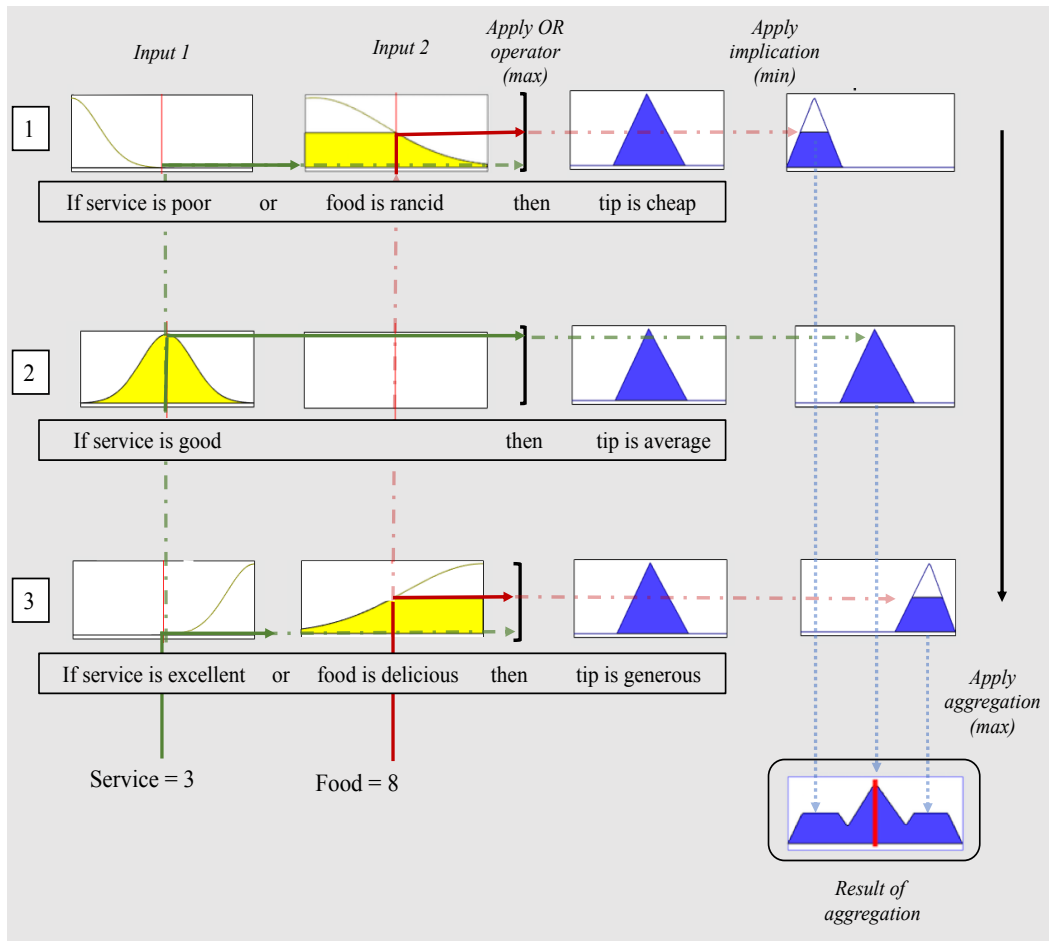 Input 1
Input 2
Apply OR
operator
(max)
Apply
implication
(min)
1
If service is poor or food is rancid then tip is cheap
2
If service is good then tip is average
3
If service is excellent or food is delicious then tip is generous
Apply
aggregation
(max)
Service = 3
Food = 8
Result of
aggregation